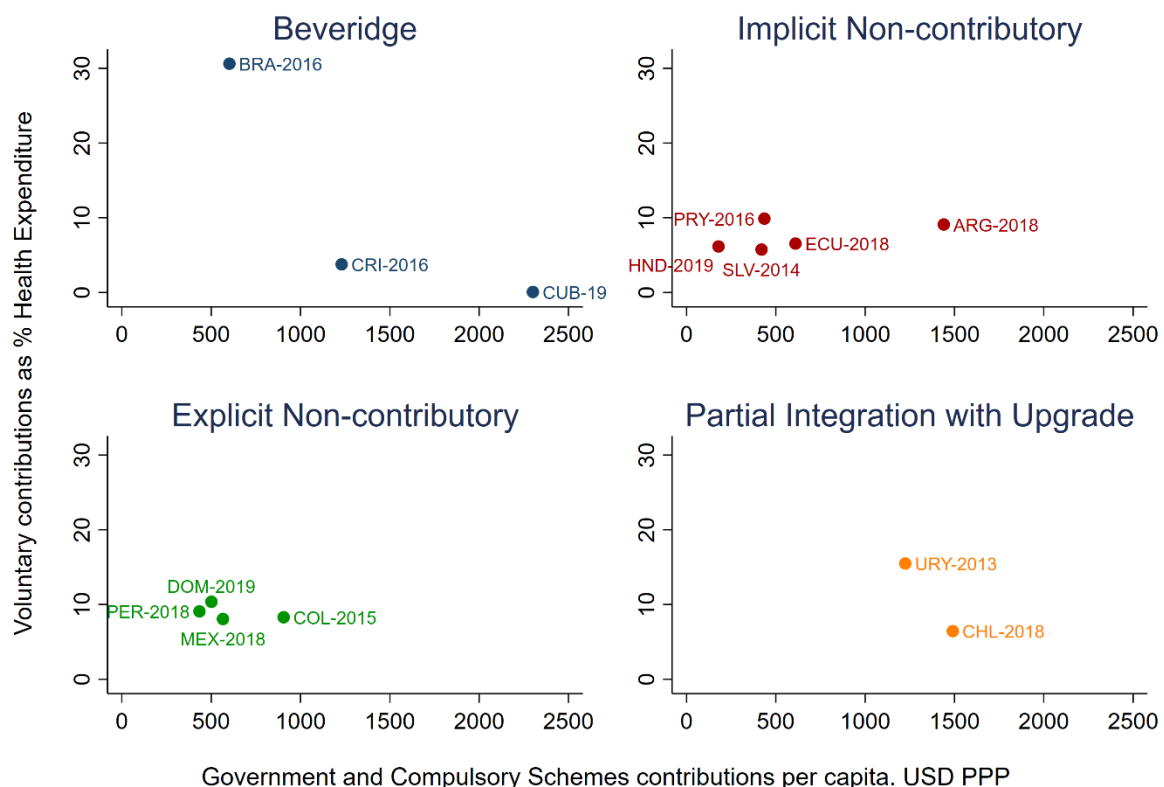 Beveridge
Implicit Non-contributory
Voluntary contributions as % Health Expenditure
30
20
10
0
BRA-2016
CRI-2016
CUB-19
0 500 1000 1500 2000 2500
30
20
10
0
PRY-2016
ARG-2018
ECU-2018
HND-2019
SLV-2014
0 500 1000 1500 2000 2500
Explicit Non-contributory
Partial Integration with Upgrade
30
20
10
0
DOM-2019
PER-2018
COL-2015
MEX-2018
0 500 1000 1500 2000 2500
30
20
10
0
URY-2013
CHL-2018
0 500 1000 1500 2000 2500
Government and Compulsory Schemes contributions per capita. USD PPP